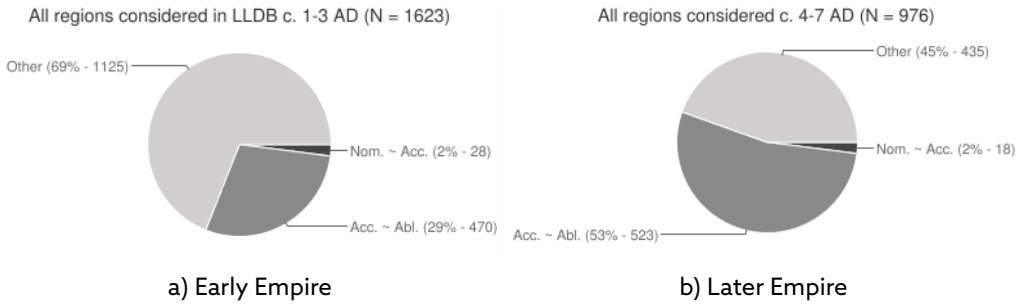 All regions considered in LLDB c. 1-3 AD (N = 1623)
Other (69% - 1125)
Nom. ~ Acc. (2% - 28)
Acc. ~ Abl. (29% - 470)
a) Early Empire
All regions considered c. 4-7 AD (N = 976)
Other (45% - 435)
Nom. ~ Acc. (2% - 18)
Acc. ~ Abl. (53% - 523)
b) Later Empire